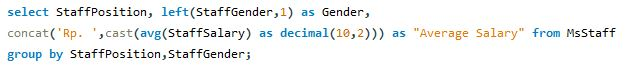 select StaffPosition, left(StaffGender,1) as Gender,
concat('Rp. ',cast(avg(StaffSalary) as decimal(10,2))) as "Average Salary" from MsStaff
group by StaffPosition,StaffGender;